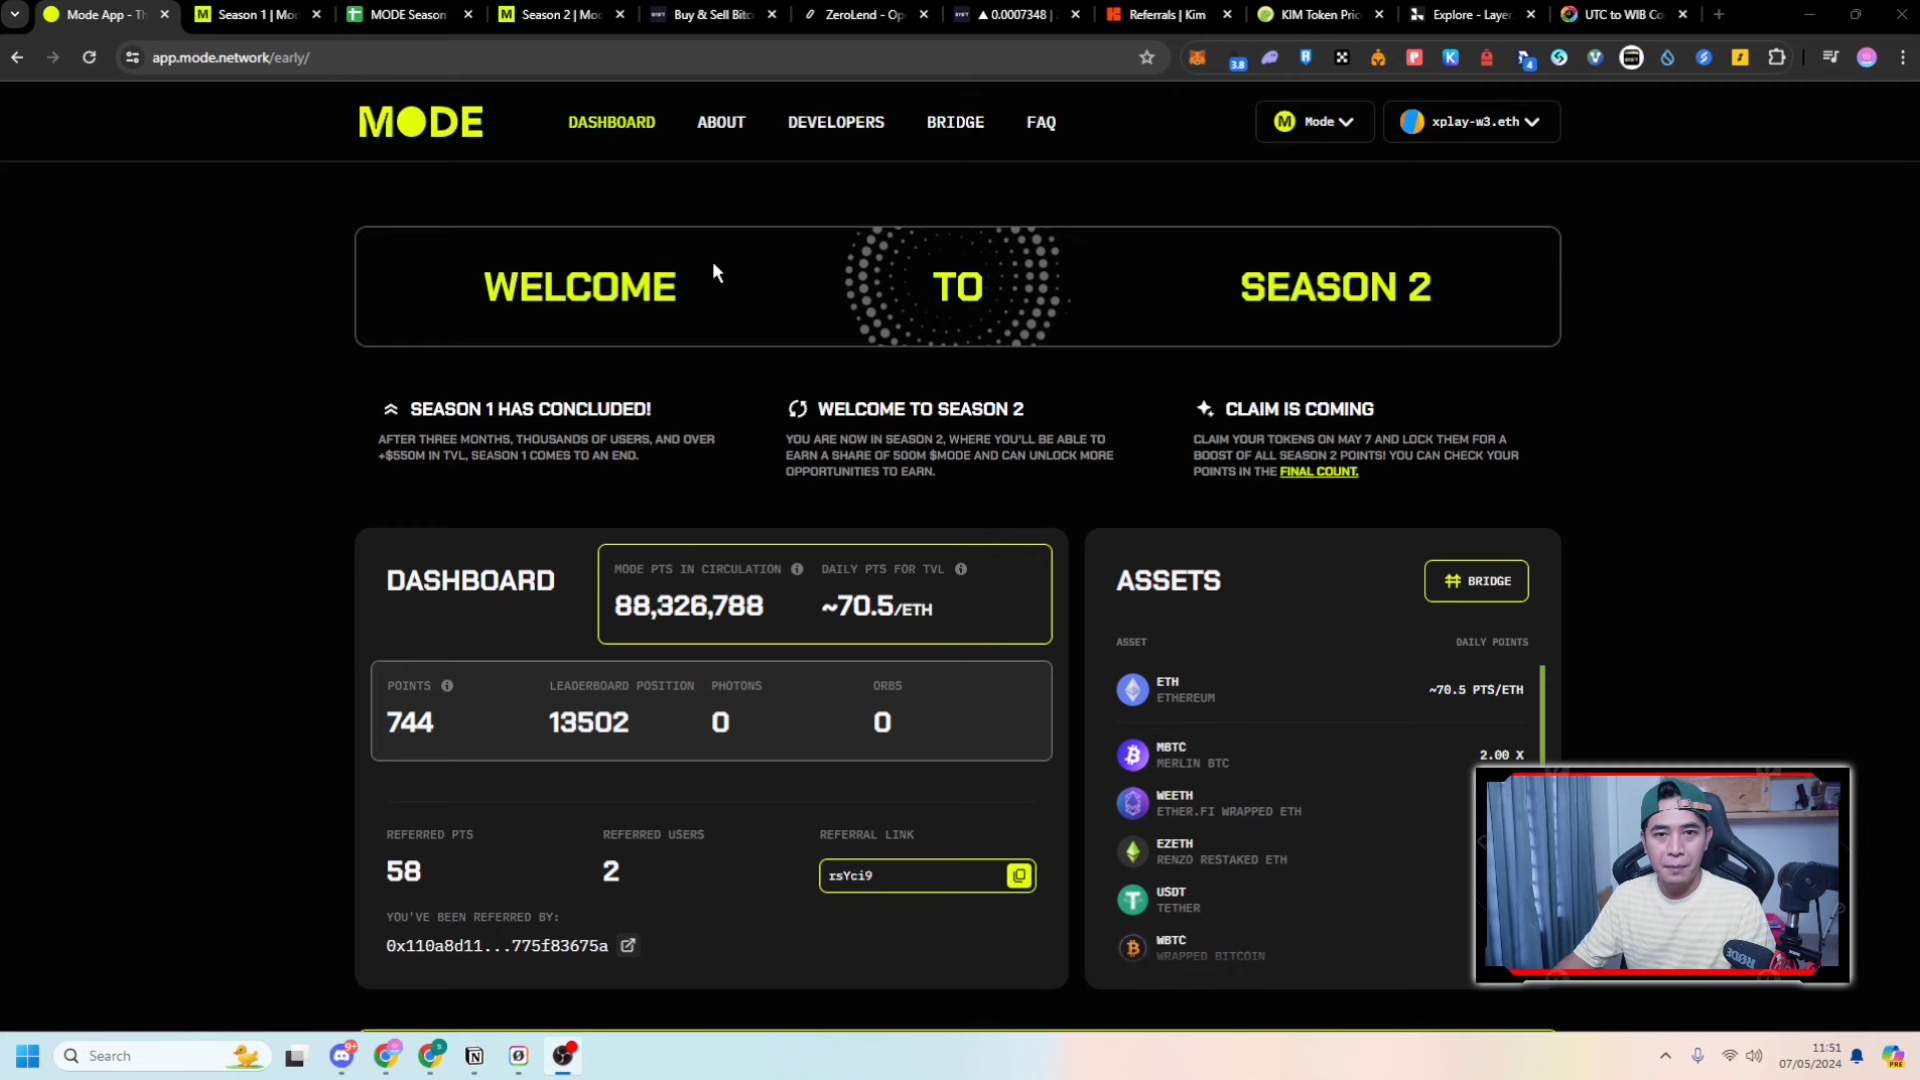 Mode App - Th
Season 1 | Mod
MODE Season
Season 2 | Mod
Buy & Sell Bitc
ZeroLend - Op
▲ 0.0007348 |
Referrals | Kim
KIM Token Pric
Explore - Layer
UTC to WIB Co
app.mode.network/early/
3.8
4
MODE
DASHBOARD
ABOUT
DEVELOPERS
BRIDGE
FAQ
Mode
xplay-w3.eth
WELCOME TO SEASON 2
SEASON 1 HAS CONCLUDED!
AFTER THREE MONTHS, THOUSANDS OF USERS, AND OVER
+$550M IN TVL, SEASON 1 COMES TO AN END.
WELCOME TO SEASON 2
YOU ARE NOW IN SEASON 2, WHERE YOU'LL BE ABLE TO
EARN A SHARE OF 500M $MODE AND CAN UNLOCK MORE
OPPORTUNITIES TO EARN.
CLAIM IS COMING
CLAIM YOUR TOKENS ON MAY 7 AND LOCK THEM FOR A
BOOST OF ALL SEASON 2 POINTS! YOU CAN CHECK YOUR
POINTS IN THE FINAL COUNT.
DASHBOARD
MODE PTS IN CIRCULATION
88,326,788
DAILY PTS FOR TVL
~70.5/ETH
POINTS
744
LEADERBOARD POSITION
13502
PHOTONS
0
ORBS
0
REFERRED PTS
58
REFERRED USERS
2
REFERRAL LINK
rsYci9
YOU'VE BEEN REFERRED BY:
0x110a8d11...775f83675a
ASSETS
BRIDGE
ASSET
DAILY POINTS
ETH
ETHEREUM
~70.5 PTS/ETH
MBTC
MERLIN BTC
2.00 X
WEETH
ETHER.FI WRAPPED ETH
EZETH
RENZO RESTAKED ETH
USDT
TETHER
WBTC
WRAPPED BITCOIN
RØDE
Search
9+
11:51
07/05/2024
PRE